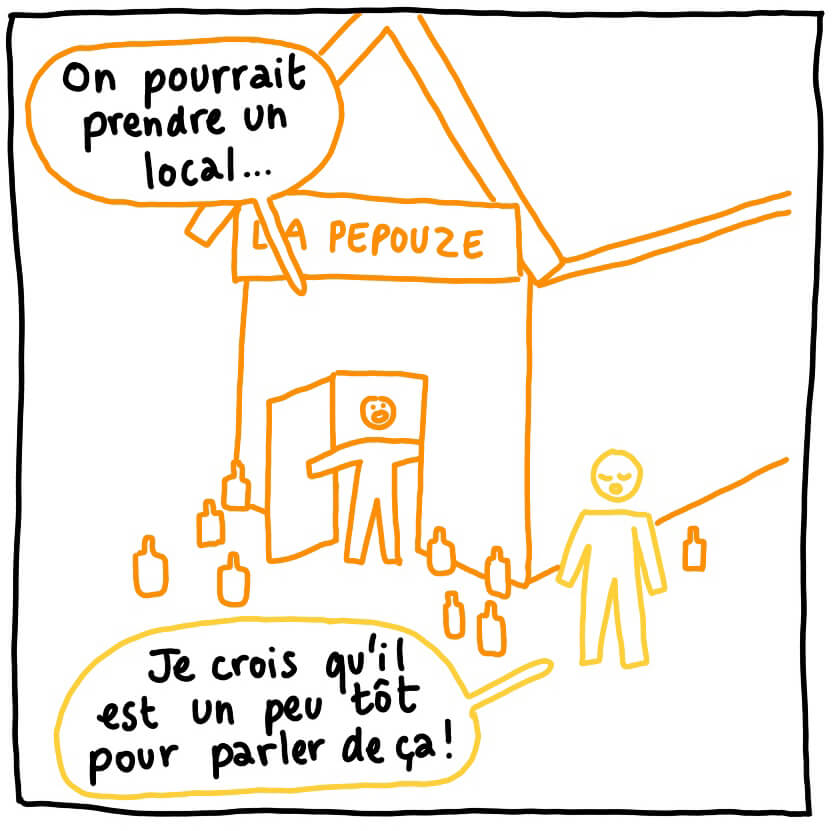 On pourrait
prendre un
local...
LA PEPOUZE
Je crois qu'il
est un peu tôt
pour parler de ça!